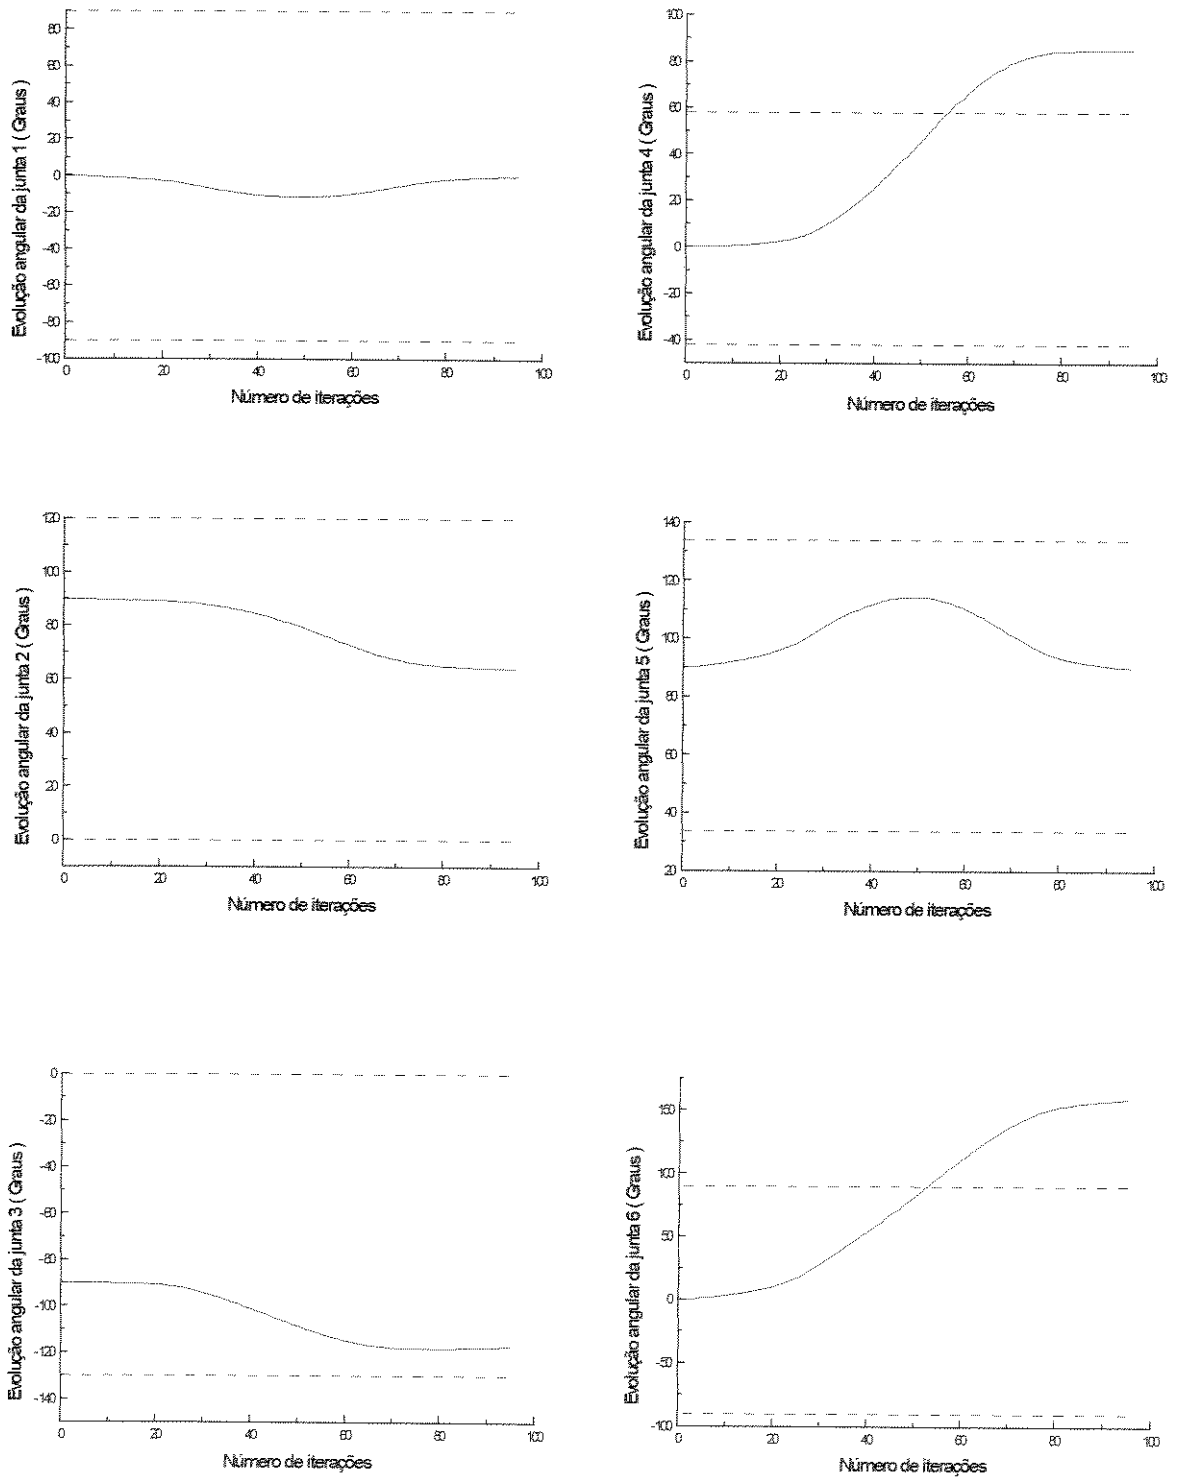 Evolução angular da junta 1 ( Graus )
80
60
40
20
0
-20
-40
-60
-80
-100
0 20 40 60 80 100
Número de iterações
Evolução angular da junta 4 ( Graus )
100
80
60
40
20
0
-20
-40
0 20 40 60 80 100
Número de iterações
Evolução angular da junta 2 ( Graus )
120
100
80
60
40
20
0
0 20 40 60 80 100
Número de iterações
Evolução angular da junta 5 ( Graus )
140
120
100
80
60
40
20
0 20 40 60 80 100
Número de iterações
Evolução angular da junta 3 ( Graus )
0
-20
-40
-60
-80
-100
-120
-140
0 20 40 60 80 100
Número de iterações
Evolução angular da junta 6 ( Graus )
150
100
50
0
-50
-100
0 20 40 60 80 100
Número de iterações